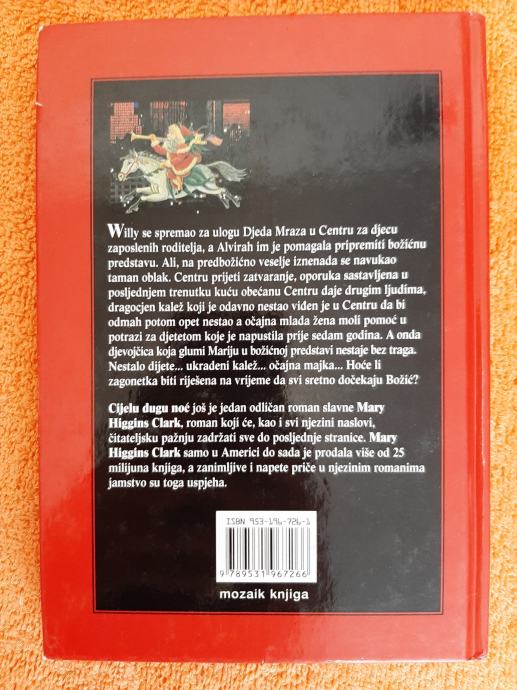 Willy se spremao za ulogu Djeda Mraza u Centru za djecu
zaposlenih roditelja, a Alvirah im je pomagala pripremiti božićnu
predstavu. Ali, na predbožićno veselje iznenada se navukao
taman oblak. Centru prijeti zatvaranje, oporuka sastavljena u
posljednjem trenutku kuću obećanu Centru daje drugim ljudima,
dragocjen kalež koji je odavno nestao viđen je u Centru da bi
odmah potom opet nestao a očajna mlada žena moli pomoć u
potrazi za djetetom koje je napustila prije sedam godina. A onda
djevojčica koja glumi Mariju u božićnoj predstavi nestaje bez traga.
Nestalo dijete... ukradeni kalež... očajna majka... Hoće li
zagonetka biti riješena na vrijeme da svi sretno dočekaju Božić?
Cijelu dugu noć još je jedan odličan roman slavne Mary
Higgins Clark, roman koji će, kao i svi njezini naslovi,
čitateljsku pažnju zadržati sve do posljednje stranice. Mary
Higgins Clark samo u Americi do sada je prodala više od 25
milijuna knjiga, a zanimljive i napete priče u njezinim romanima
jamstvo su toga uspjeha.
ISBN 953-196-726-1
9 789531 967266
mozaik knjiga